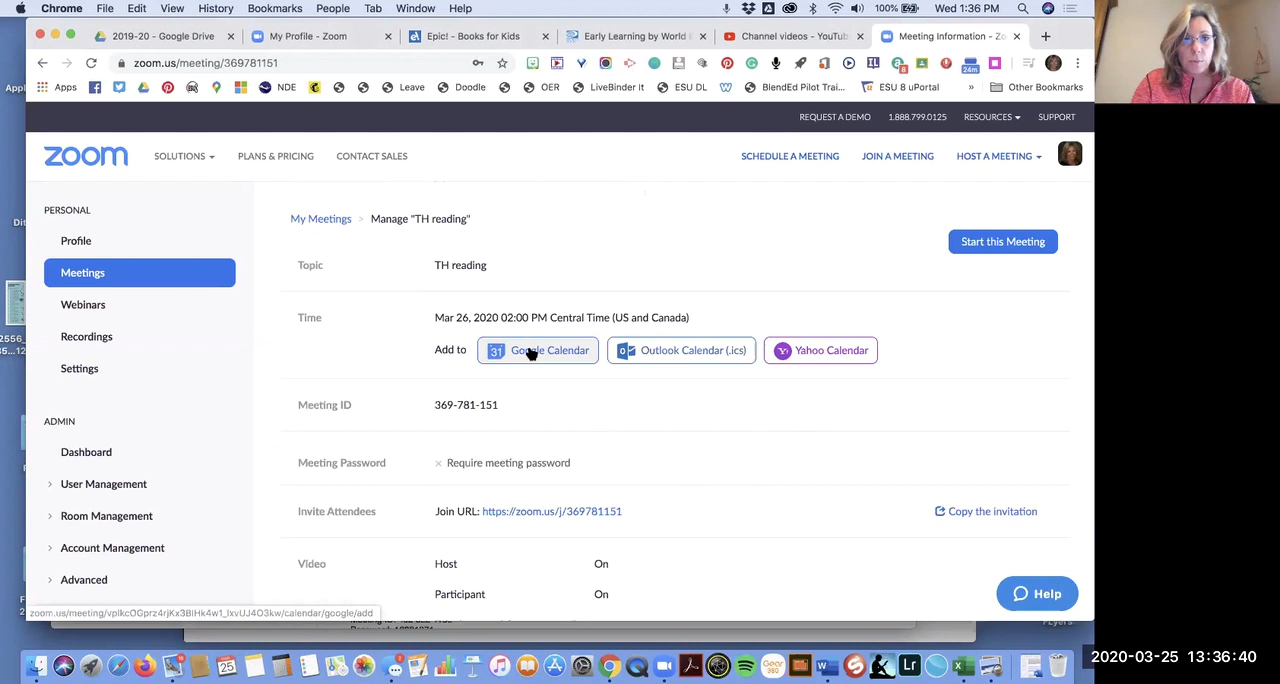 Chrome File Edit View History Bookmarks People Tab Window Help 100% Wed 1:36 PM
2019-20 - Google Drive My Profile - Zoom Epic! - Books for Kids Early Learning by World Channel videos - YouTub Meeting Information - Zo
zoom.us/meeting/369781151
24m
Apps NDE Leave Doodle OER LiveBinder It ESU DL BlendEd Pilot Trai... ESU 8 uPortal » Other Bookmarks
REQUEST A DEMO 1.888.799.0125 RESOURCES SUPPORT
zoom SOLUTIONS PLANS & PRICING CONTACT SALES SCHEDULE A MEETING JOIN A MEETING HOST A MEETING
PERSONAL
Profile
Meetings
Webinars
Recordings
Settings
ADMIN
Dashboard
User Management
Room Management
Account Management
Advanced
My Meetings > Manage "TH reading"
Start this Meeting
Topic TH reading
Time Mar 26, 2020 02:00 PM Central Time (US and Canada)
Add to 31 Google Calendar Outlook Calendar (.ics) Yahoo Calendar
Meeting ID 369-781-151
Meeting Password × Require meeting password
Invite Attendees Join URL: https://zoom.us/j/369781151 Copy the invitation
Video Host On
Participant On
Help
25
Gear 360
Lr
2020-03-25 13:36:40